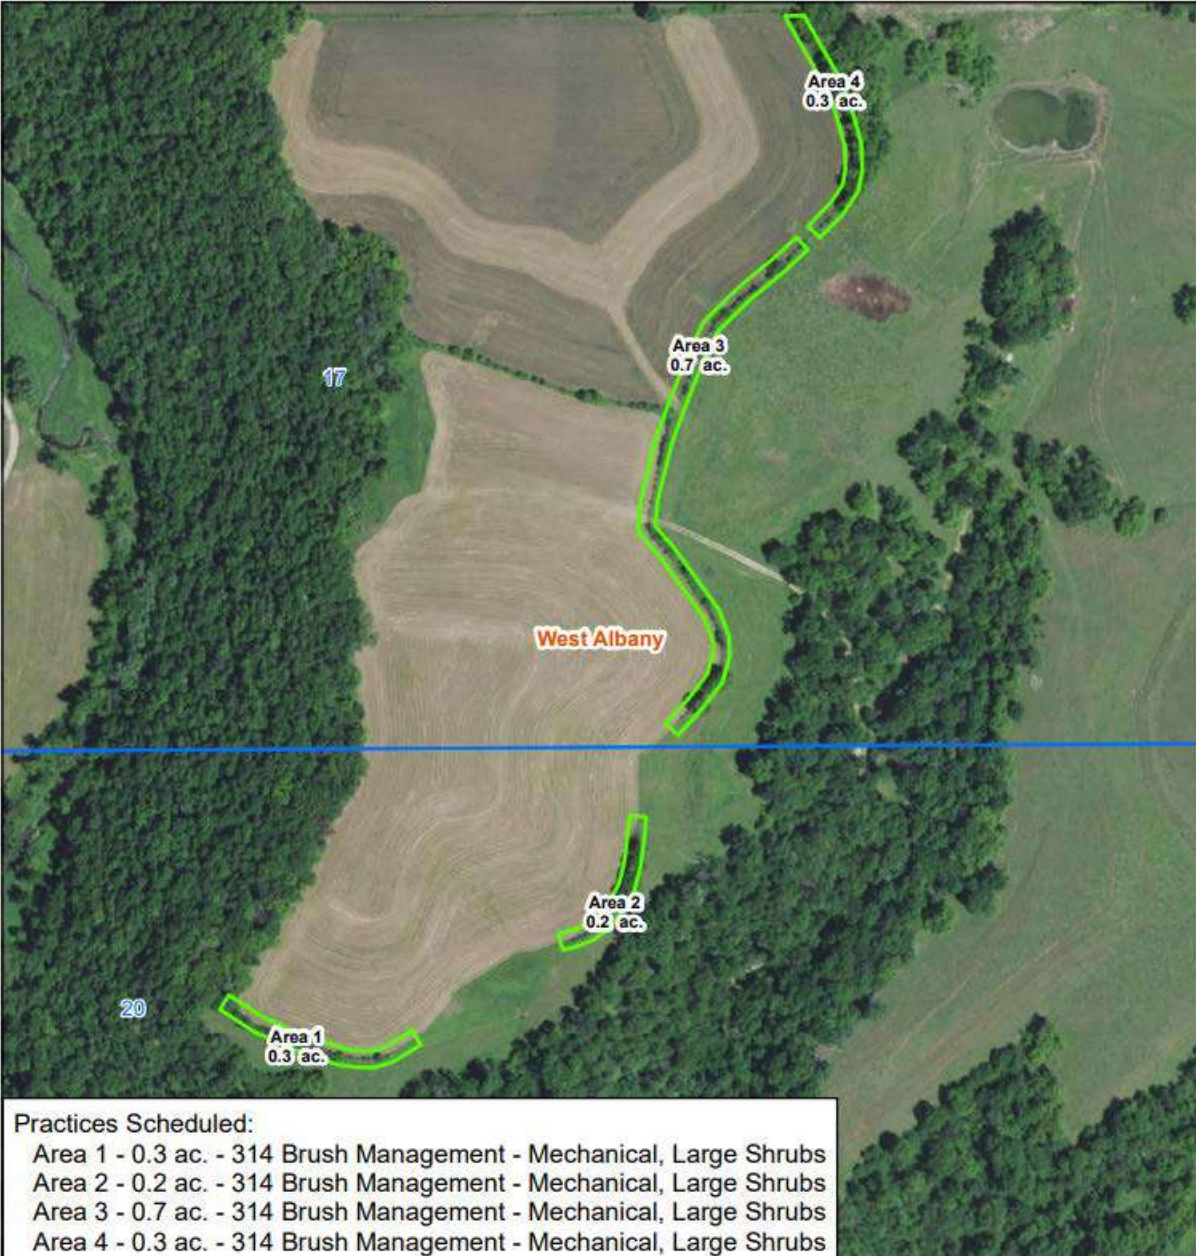 Area 4
0.3 ac.
Area 3
0.7 ac.
17
West Albany
Area 2
0.2 ac.
20
Area 1
0.3 ac.
Practices Scheduled:
Area 1 - 0.3 ac. - 314 Brush Management - Mechanical, Large Shrubs
Area 2 - 0.2 ac. - 314 Brush Management - Mechanical, Large Shrubs
Area 3 - 0.7 ac. - 314 Brush Management - Mechanical, Large Shrubs
Area 4 - 0.3 ac. - 314 Brush Management - Mechanical, Large Shrubs